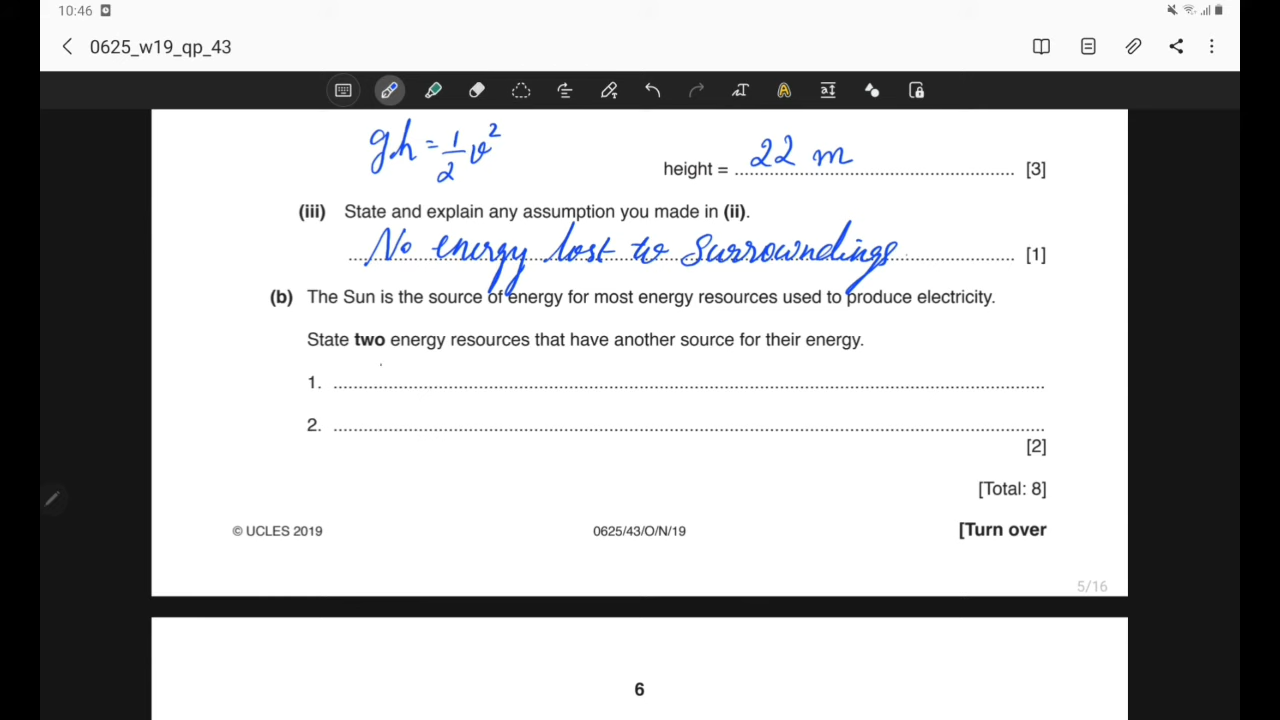 10:46
0625_w19_qp_43
gh = 1/2 v²
height = 22 m [3]
(iii) State and explain any assumption you made in (ii).
No energy lost to surroundings [1]
(b) The Sun is the source of energy for most energy resources used to produce electricity.
State two energy resources that have another source for their energy.
1. ....................
2. ....................
[2]
[Total: 8]
© UCLES 2019 0625/43/O/N/19 [Turn over
5/16
6